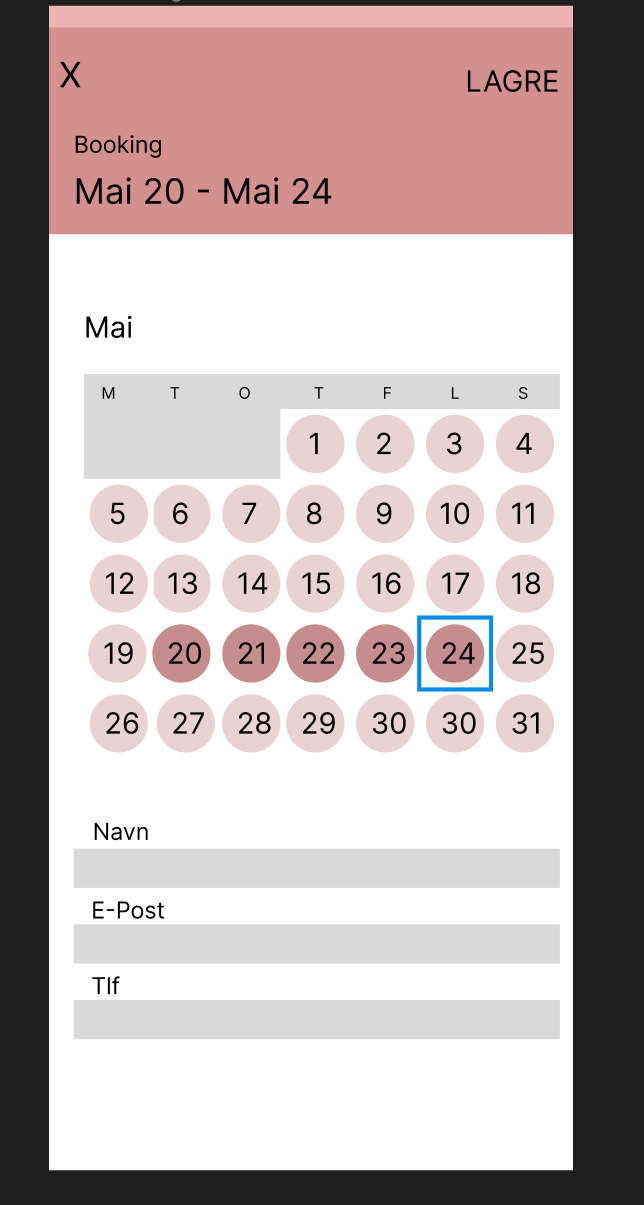 X LAGRE
Booking
Mai 20 - Mai 24
Mai
M T O T F L S
1 2 3 4
5 6 7 8 9 10 11
12 13 14 15 16 17 18
19 20 21 22 23 24 25
26 27 28 29 30 30 31
Navn
E-Post
Tlf